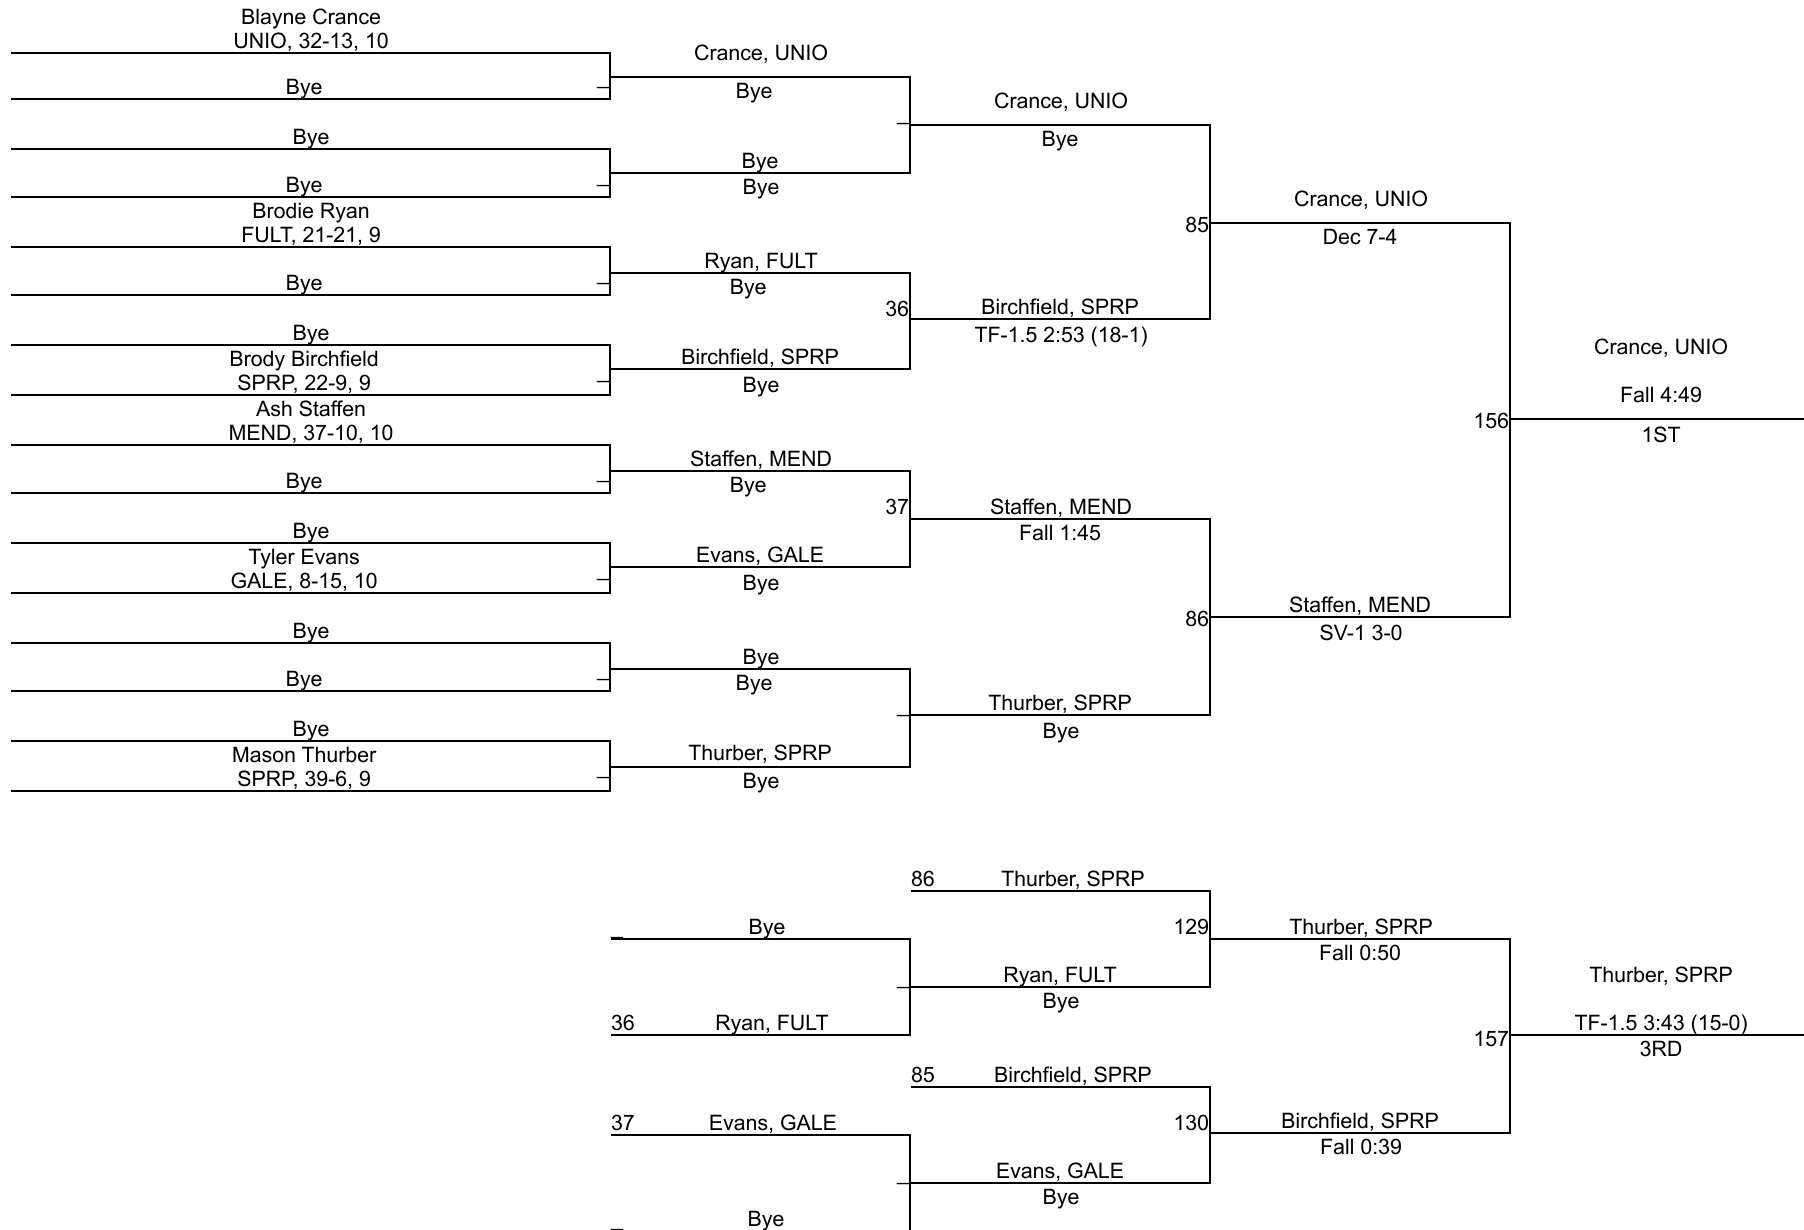 Blayne Crance
UNIO, 32-13, 10
Bye
Bye
Bye
Brodie Ryan
FULT, 21-21, 9
Bye
Bye
Brody Birchfield
SPRP, 22-9, 9
Ash Staffen
MEND, 37-10, 10
Bye
Bye
Tyler Evans
GALE, 8-15, 10
Bye
Bye
Bye
Mason Thurber
SPRP, 39-6, 9
Crance, UNIO
Bye
Bye
Bye
Ryan, FULT
Bye
Birchfield, SPRP
Bye
Staffen, MEND
Bye
Evans, GALE
Bye
Bye
Bye
Thurber, SPRP
Bye
Crance, UNIO
Bye
36
Birchfield, SPRP
TF-1.5 2:53 (18-1)
37
Staffen, MEND
Fall 1:45
Thurber, SPRP
Bye
85
Crance, UNIO
Dec 7-4
86
Staffen, MEND
SV-1 3-0
156
Crance, UNIO
Fall 4:49
1ST
Bye
36 Ryan, FULT
37 Evans, GALE
Bye
86 Thurber, SPRP
Ryan, FULT
Bye
85 Birchfield, SPRP
Evans, GALE
Bye
129
Thurber, SPRP
Fall 0:50
130
Birchfield, SPRP
Fall 0:39
157
Thurber, SPRP
TF-1.5 3:43 (15-0)
3RD